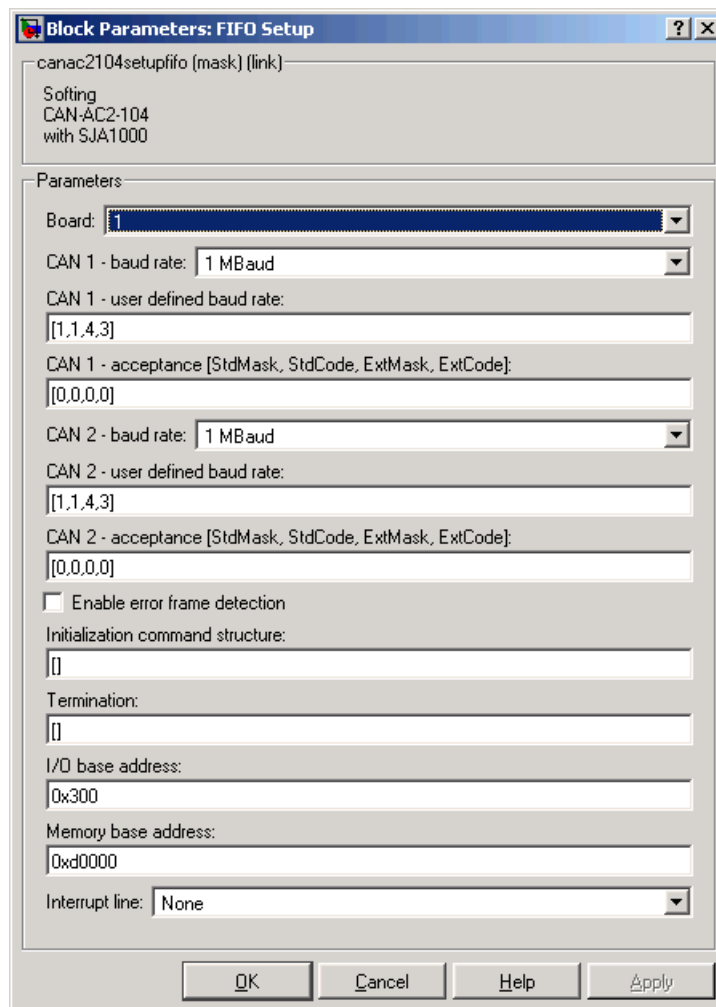 Block Parameters: FIFO Setup
canac2104setupfifo (mask) (link)
Softing
CAN-AC2-104
with SJA1000
Parameters
Board: 1
CAN 1 - baud rate: 1 MBaud
CAN 1 - user defined baud rate:
[1,1,4,3]
CAN 1 - acceptance [StdMask, StdCode, ExtMask, ExtCode]:
[0,0,0,0]
CAN 2 - baud rate: 1 MBaud
CAN 2 - user defined baud rate:
[1,1,4,3]
CAN 2 - acceptance [StdMask, StdCode, ExtMask, ExtCode]:
[0,0,0,0]
Enable error frame detection
Initialization command structure:
[]
Termination:
[]
I/O base address:
0x300
Memory base address:
0xd0000
Interrupt line: None
OK Cancel Help Apply